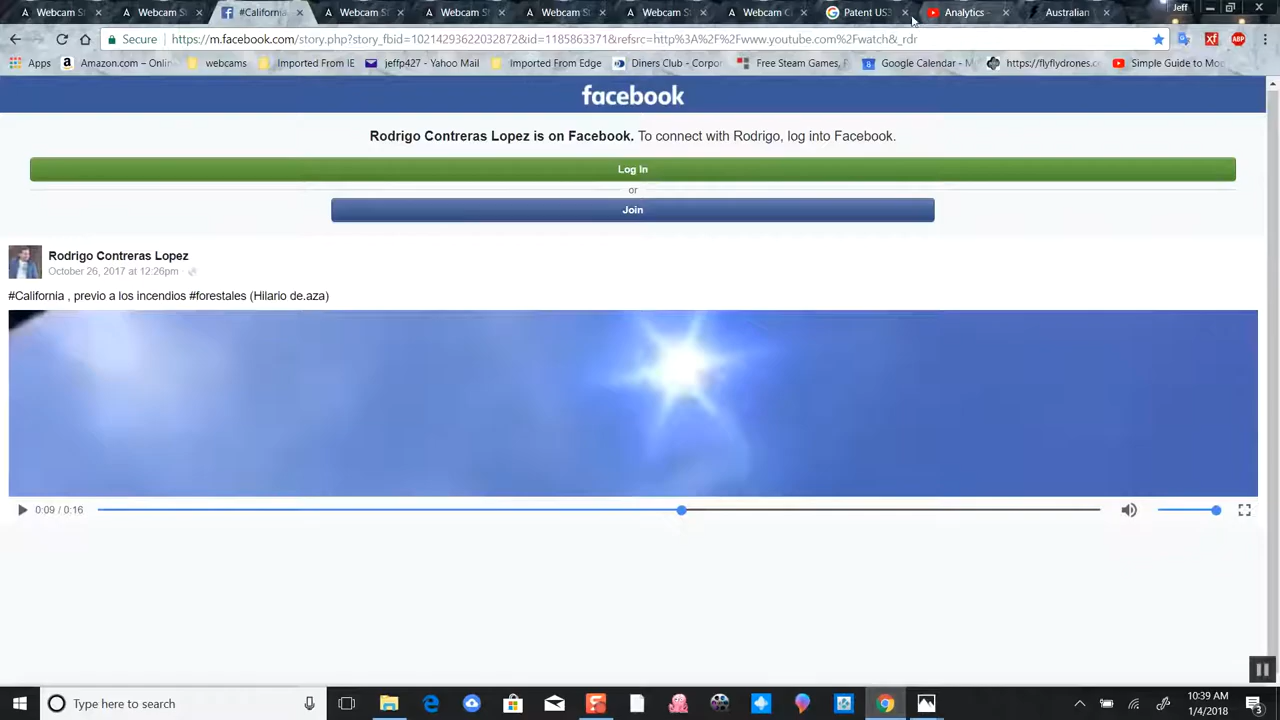 Webcam S
Webcam S
#California
Webcam S
Webcam S
Webcam S
Webcam S
Webcam C
Patent US
Analytics -
Australian
Jeff
Secure
https://m.facebook.com/story.php?story_fbid=10214293622032872&id=1185863371&refsrc=http%3A%2F%2Fwww.youtube.com%2Fwatch&_rdr
Apps
Amazon.com - Onlin
webcams
Imported From IE
jeffp427 - Yahoo Mail
Imported From Edge
Diners Club - Corpo
Free Steam Games,
Google Calendar - M
https://flyflydrones.c
Simple Guide to Mo
facebook
Rodrigo Contreras Lopez is on Facebook. To connect with Rodrigo, log into Facebook.
Log In
or
Join
Rodrigo Contreras Lopez
October 26, 2017 at 12:26pm ·
#California , previo a los incendios #forestales (Hilario de.aza)
0:09 / 0:16
Type here to search
10:39 AM
1/4/2018
3